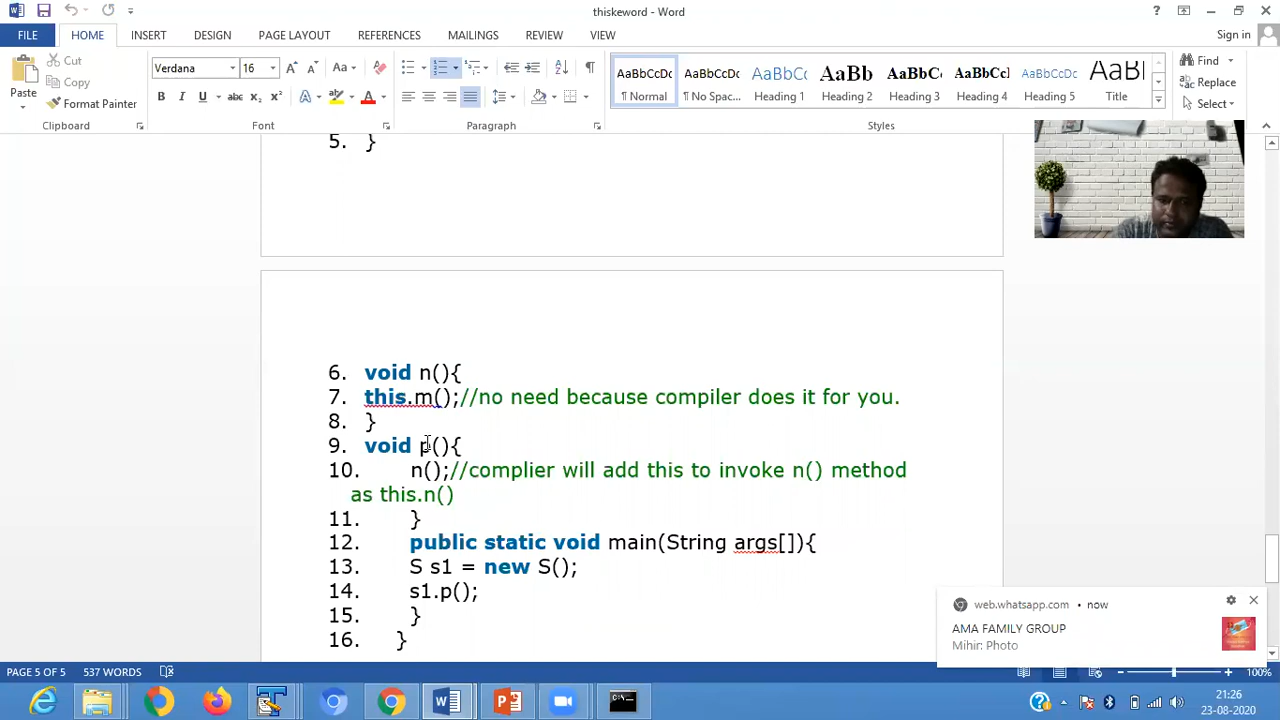 thiskeword - Word
Sign in
FILE HOME INSERT DESIGN PAGE LAYOUT REFERENCES MAILINGS REVIEW VIEW
Paste
Cut
Copy
Format Painter
Clipboard
Verdana 16
Font
Paragraph
AaBbCcDc AaBbCcDc AaBbCc AaBb AaBbCc AaBbCcD AaBbCcDc AaBb
¶ Normal ¶ No Spac... Heading 1 Heading 2 Heading 3 Heading 4 Heading 5 Title
Styles
Find
Replace
Select
5. }
6. void n(){
7. this.m();//no need because compiler does it for you.
8. }
9. void p(){
10. n();//complier will add this to invoke n() method
as this.n()
11. }
12. public static void main(String args[]){
13. S s1 = new S();
14. s1.p();
15. }
16. }
web.whatsapp.com • now
AMA FAMILY GROUP
Mihir: Photo
PAGE 5 OF 5 537 WORDS
100%
21:26
23-08-2020